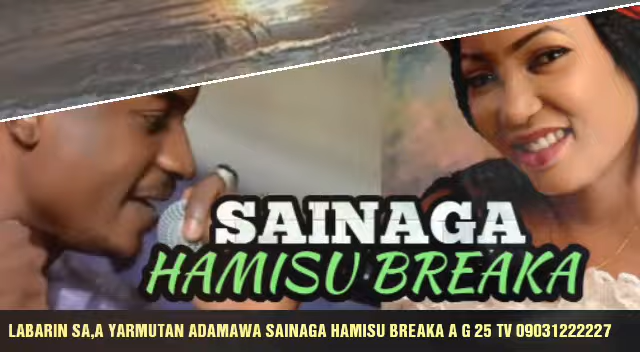 SAINAGA
HAMISU BREAKA
LABARIN SA,A YARMUTAN ADAMAWA SAINAGA HAMISU BREAKA A G 25 TV 09031222227